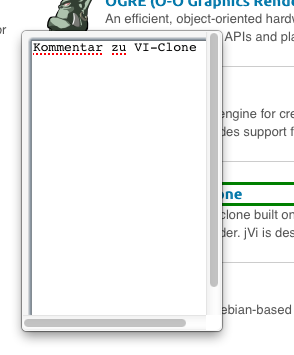 or
OGRE (O-O Graphics Rende
An efficient, object-oriented hardw
APIs and pla
Kommentar zu VI-Clone
engine for cre
des support f
one
clone built on
der. jVi is des
ebian-based